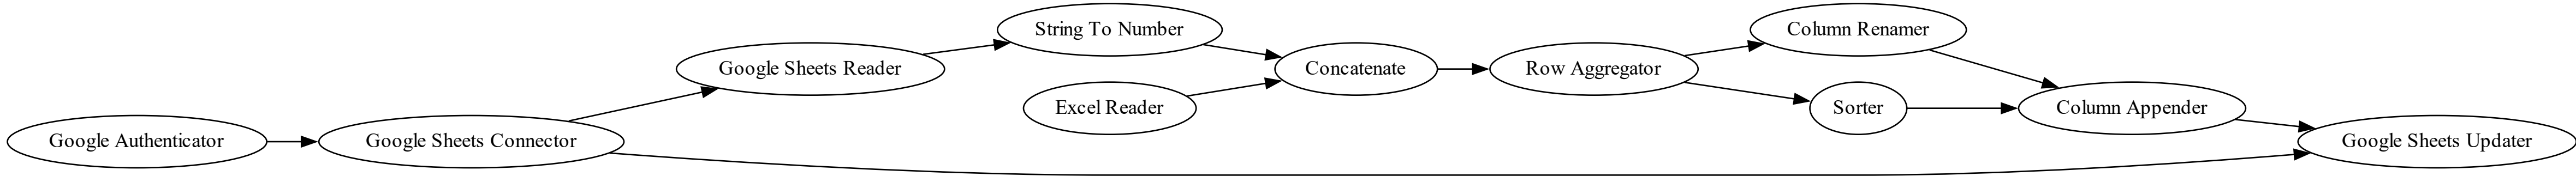 Google Authenticator
Google Sheets Connector
Google Sheets Reader
String To Number
Excel Reader
Concatenate
Row Aggregator
Column Renamer
Sorter
Column Appender
Google Sheets Updater